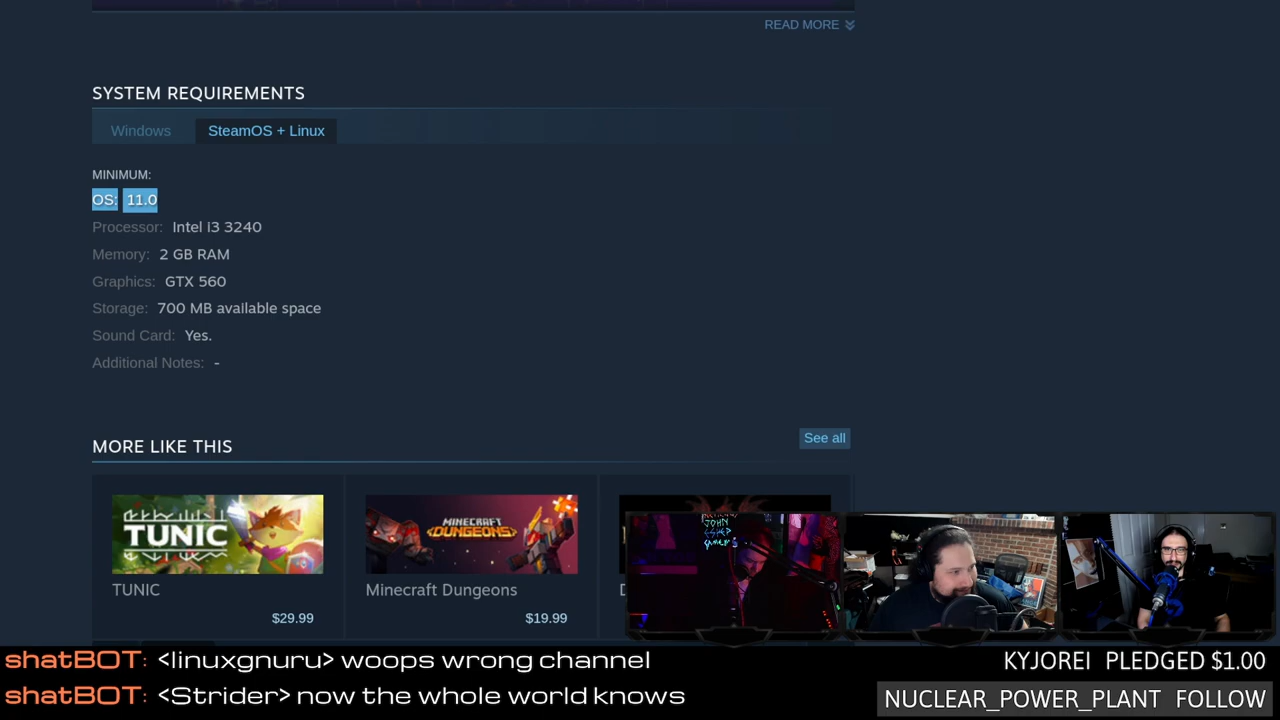 READ MORE
SYSTEM REQUIREMENTS
Windows
SteamOS + Linux
MINIMUM:
OS: 11.0
Processor: Intel i3 3240
Memory: 2 GB RAM
Graphics: GTX 560
Storage: 700 MB available space
Sound Card: Yes.
Additional Notes: -
MORE LIKE THIS
See all
TUNIC
MINECRAFT
DUNGEONS
JOHN
TUNIC
Minecraft Dungeons
D
$29.99
$19.99
shatBOT: <linuxgnuru> woops wrong channel
shatBOT: <Strider> now the whole world knows
KYJOREI PLEDGED $1.00
NUCLEAR_POWER_PLANT FOLLOW